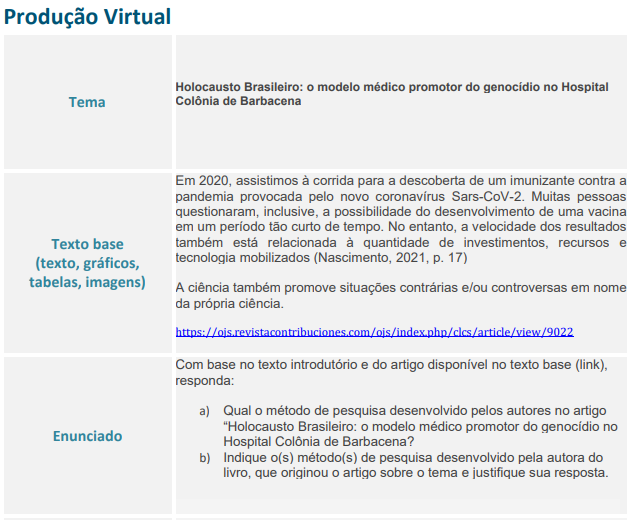 Produção Virtual
Tema
Holocausto Brasileiro: o modelo médico promotor do genocídio no Hospital
Colônia de Barbacena
Texto base
(texto, gráficos,
tabelas, imagens)
Em 2020, assistimos à corrida para a descoberta de um imunizante contra a
pandemia provocada pelo novo coronavírus Sars-CoV-2. Muitas pessoas
questionaram, inclusive, a possibilidade do desenvolvimento de uma vacina
em um período tão curto de tempo. No entanto, a velocidade dos resultados
também está relacionada à quantidade de investimentos, recursos e
tecnologia mobilizados (Nascimento, 2021, p. 17)
A ciência também promove situações contrárias e/ou controversas em nome
da própria ciência.
https://ojs.revistacontribuciones.com/ojs/index.php/clcs/article/view/9022
Enunciado
Com base no texto introdutório e do artigo disponível no texto base (link),
responda:
a) Qual o método de pesquisa desenvolvido pelos autores no artigo
“Holocausto Brasileiro: o modelo médico promotor do genocídio no
Hospital Colônia de Barbacena?
b) Indique o(s) método(s) de pesquisa desenvolvido pela autora do
livro, que originou o artigo sobre o tema e justifique sua resposta.